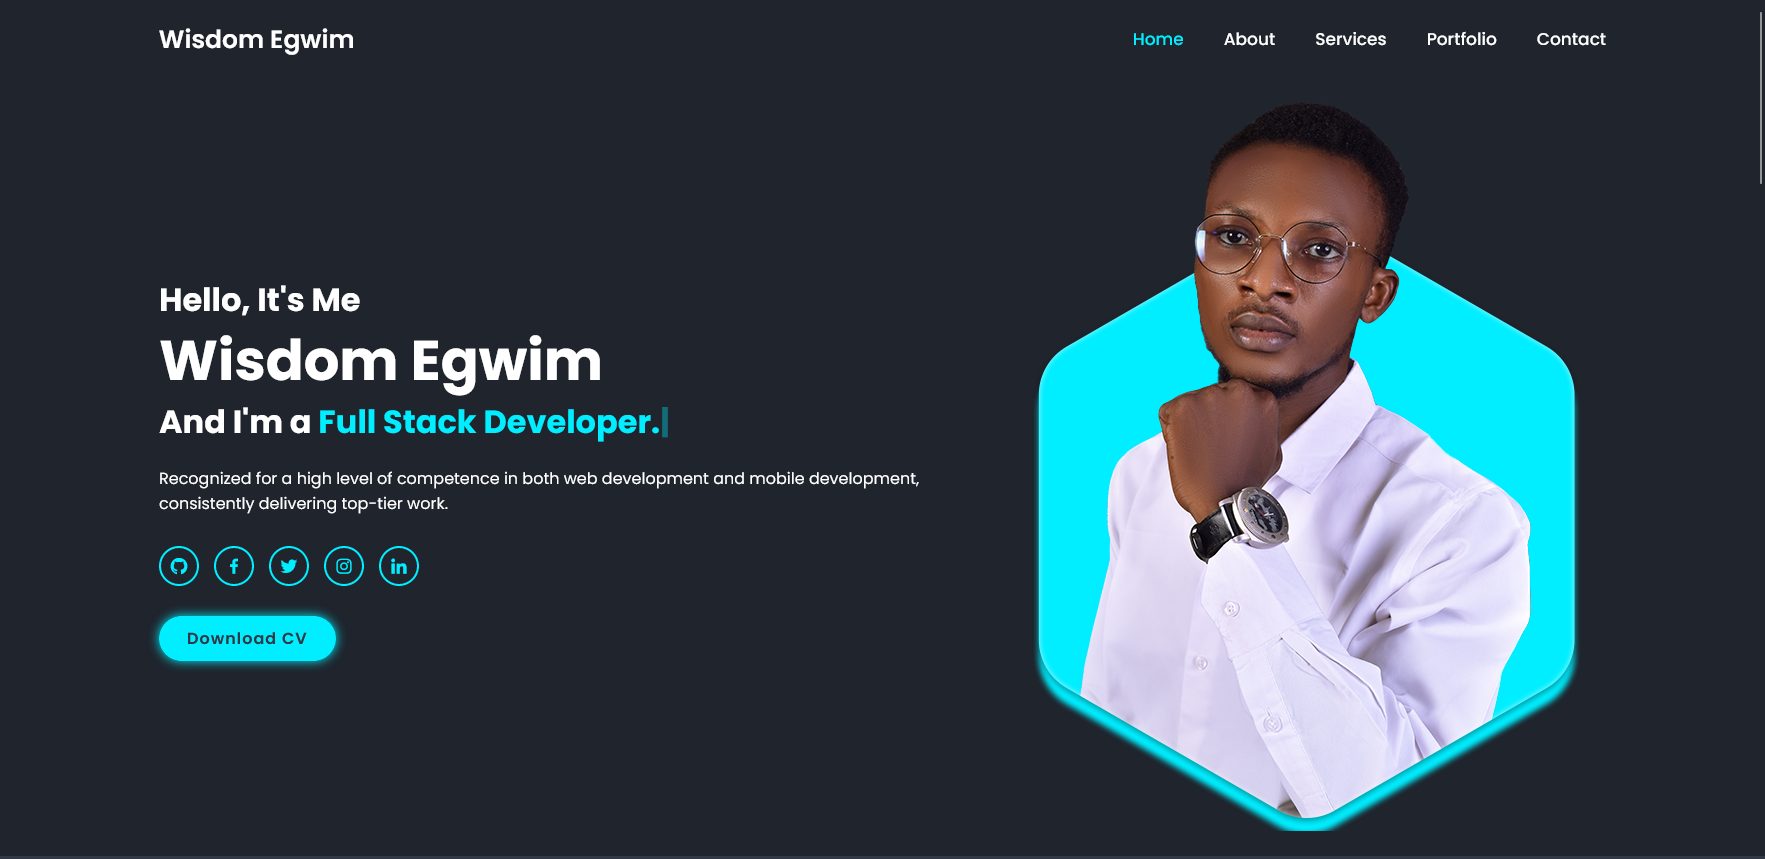 Wisdom Egwim
Home About Services Portfolio Contact
Hello, It's Me
Wisdom Egwim
And I'm a Full Stack Developer.
Recognized for a high level of competence in both web development and mobile development,
consistently delivering top-tier work.
Download CV